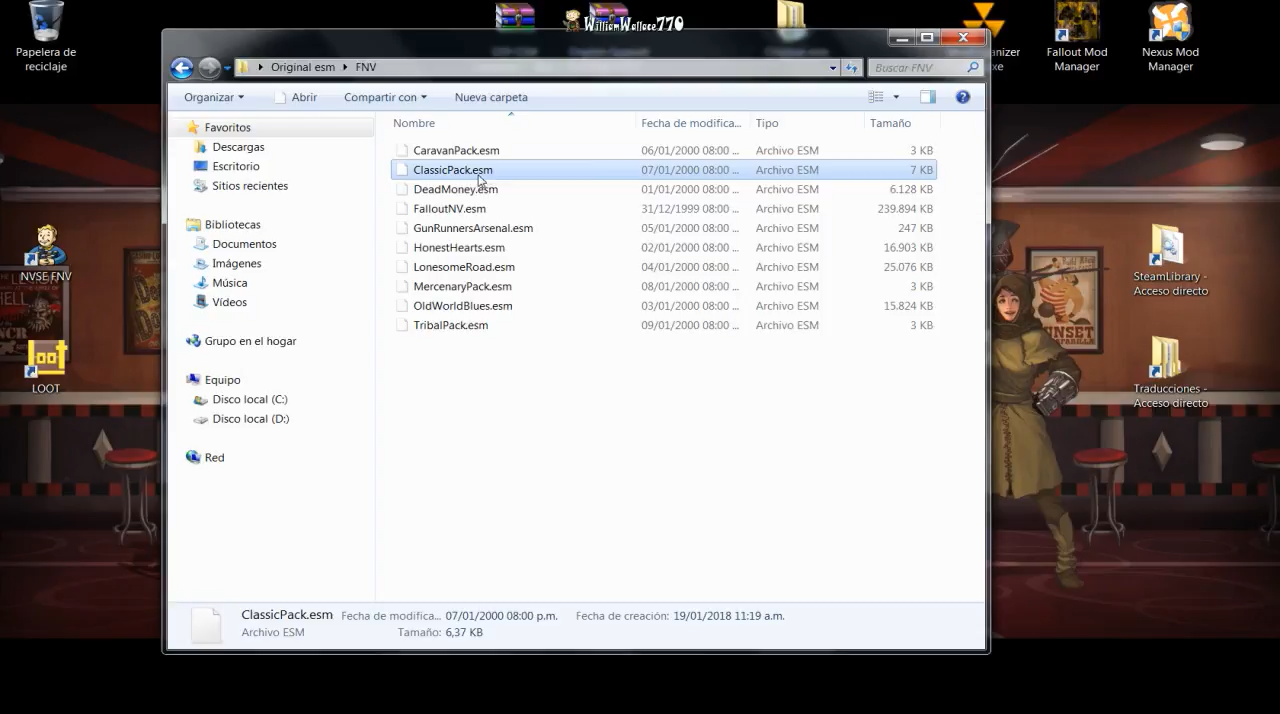 WilliamWallace770
Papelera de
reciclaje
anizer
xe
Fallout Mod
Manager
Nexus Mod
Manager
Original esm
FNV
Buscar FNV
Organizar
Abrir
Compartir con
Nueva carpeta
Favoritos
Descargas
Escritorio
Sitios recientes
Bibliotecas
Documentos
Imágenes
Música
Vídeos
Grupo en el hogar
Equipo
Disco local (C:)
Disco local (D:)
Red
Nombre Fecha de modifica... Tipo Tamaño
CaravanPack.esm 06/01/2000 08:00 ... Archivo ESM 3 KB
ClassicPack.esm 07/01/2000 08:00 ... Archivo ESM 7 KB
DeadMoney.esm 01/01/2000 08:00 ... Archivo ESM 6.128 KB
FalloutNV.esm 31/12/1999 08:00 ... Archivo ESM 239.894 KB
GunRunnersArsenal.esm 05/01/2000 08:00 ... Archivo ESM 247 KB
HonestHearts.esm 02/01/2000 08:00 ... Archivo ESM 16.903 KB
LonesomeRoad.esm 04/01/2000 08:00 ... Archivo ESM 25.076 KB
MercenaryPack.esm 08/01/2000 08:00 ... Archivo ESM 3 KB
OldWorldBlues.esm 03/01/2000 08:00 ... Archivo ESM 15.824 KB
TribalPack.esm 09/01/2000 08:00 ... Archivo ESM 3 KB
ClassicPack.esm Fecha de modifica... 07/01/2000 08:00 p.m. Fecha de creación: 19/01/2018 11:19 a.m.
Archivo ESM Tamaño: 6,37 KB
NVSE FNV
loot
LOOT
SteamLibrary -
Acceso directo
Traducciones -
Acceso directo